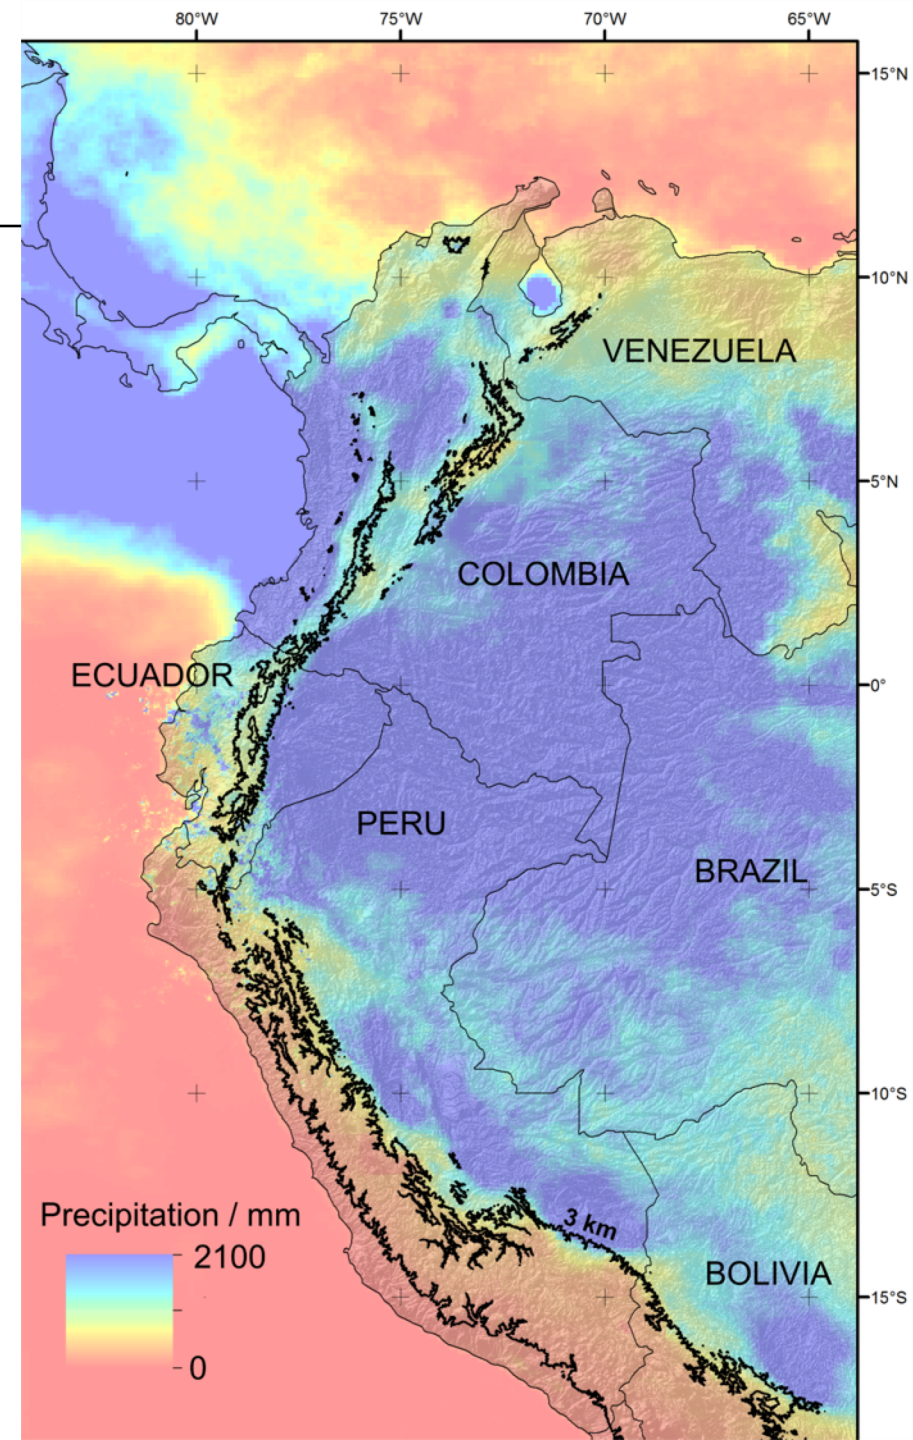 80°W 75°W 70°W 65°W
15°N
10°N
VENEZUELA
5°N
COLOMBIA
ECUADOR
0°
PERU
BRAZIL
5°S
10°S
Precipitation / mm
3 km
2100
BOLIVIA
15°S
0